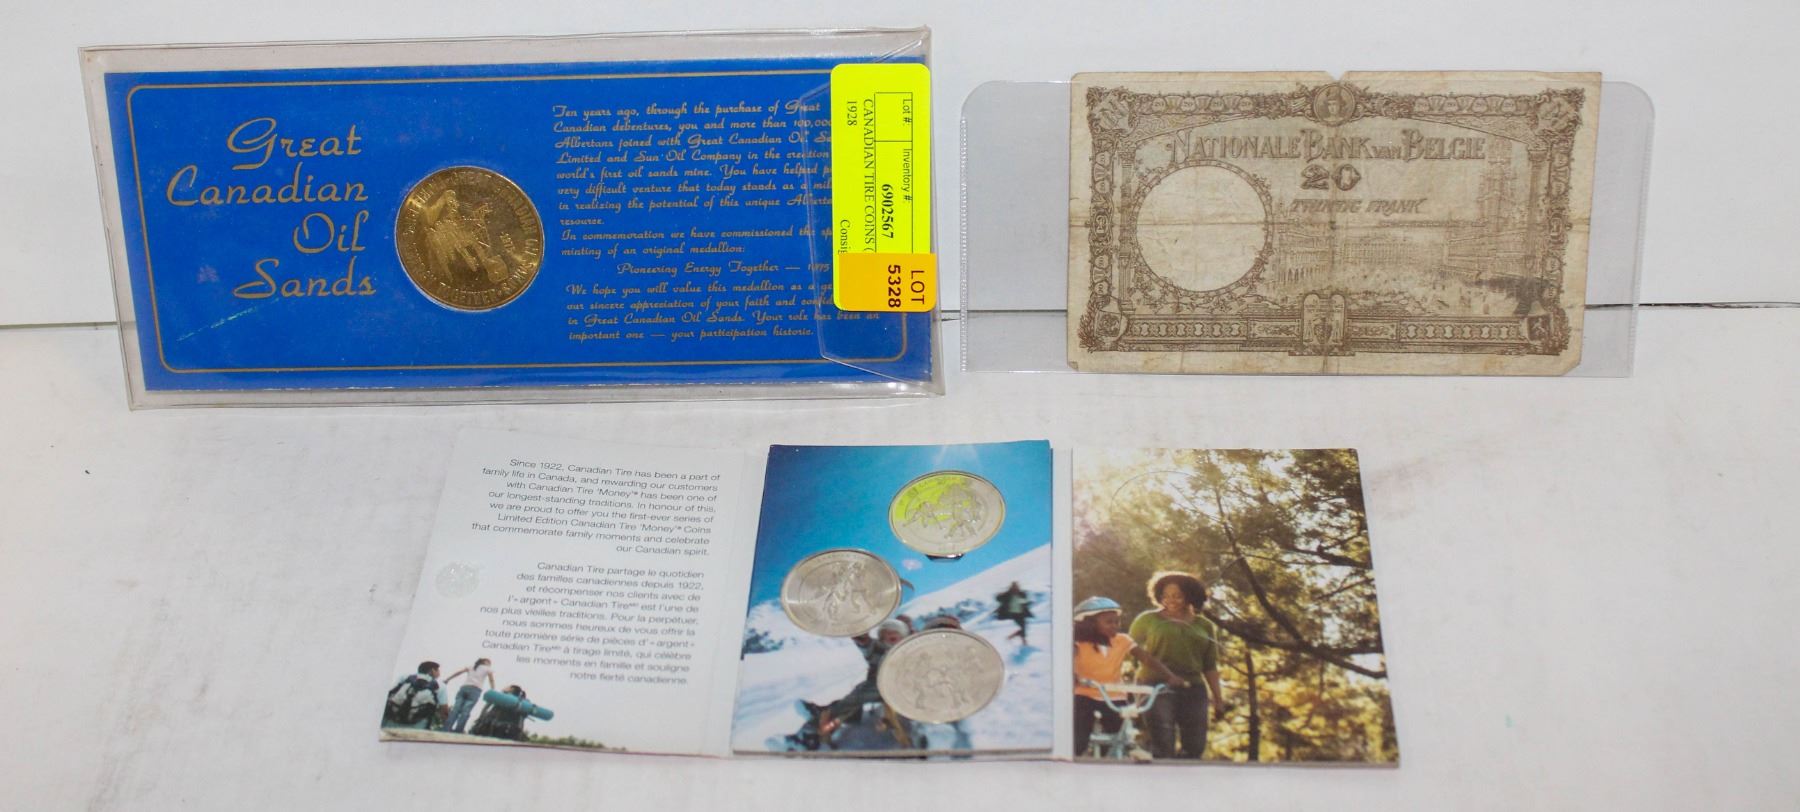 Great
Canadian
Oil
Sands
1975
TOGETHER
Ten years ago, through the purchase of Great
Canadian debentures, you and more than 100,000
Albertans joined with Great Canadian Oil
Limited and Sun Oil Company in the creation
world's first oil sands mine. You have helped
very difficult venture that today stands as a
in realizing the potential of this unique
resource.
In commemoration we have commissioned the
minting of an original medallion:
Pioneering Energy Together — 1975
We hope you will value this medallion as a
our sincere appreciation of your faith and
in Great Canadian Oil Sands. Your role has been an
important one — your participation historic.
Lot #: Inventory #:
6902567
CANADIAN TIRE COINS
1928
LOT
5328
NATIONALE BANK VAN BELGIE
20
TWINTIG FRANK
Since 1922, Canadian Tire has been a part of
family life in Canada, and rewarding our customers
with Canadian Tire 'Money'® has been one of
our longest-standing traditions. In honour of this,
we are proud to offer you the first-ever series of
Limited Edition Canadian Tire 'Money'® Coins
that commemorate family moments and celebrate
our Canadian spirit.
Canadian Tire partage le quotidien
des familles canadiennes depuis 1922,
et récompenser nos clients avec de
l'« argent » Canadian Tire<sup>MD</sup> est l'une de
nos plus vieilles traditions. Pour la perpétuer,
nous sommes heureux de vous offrir la
toute première série de pièces d'« argent »
Canadian Tire<sup>MD</sup> à tirage limité, qui célèbre
les moments en famille et souligne
notre fierté canadienne.